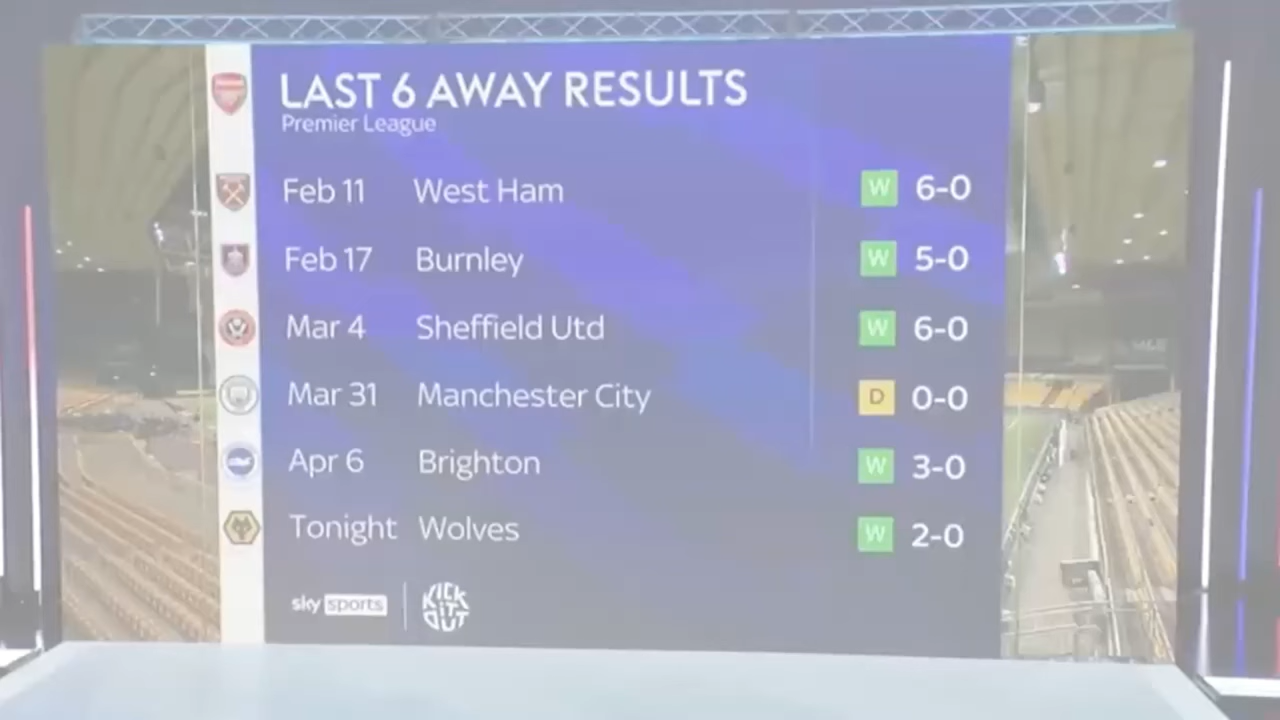 LAST 6 AWAY RESULTS
Premier League
Feb 11 West Ham W 6-0
Feb 17 Burnley W 5-0
Mar 4 Sheffield Utd W 6-0
Mar 31 Manchester City D 0-0
Apr 6 Brighton W 3-0
Tonight Wolves W 2-0
sky sports KICK IT OUT